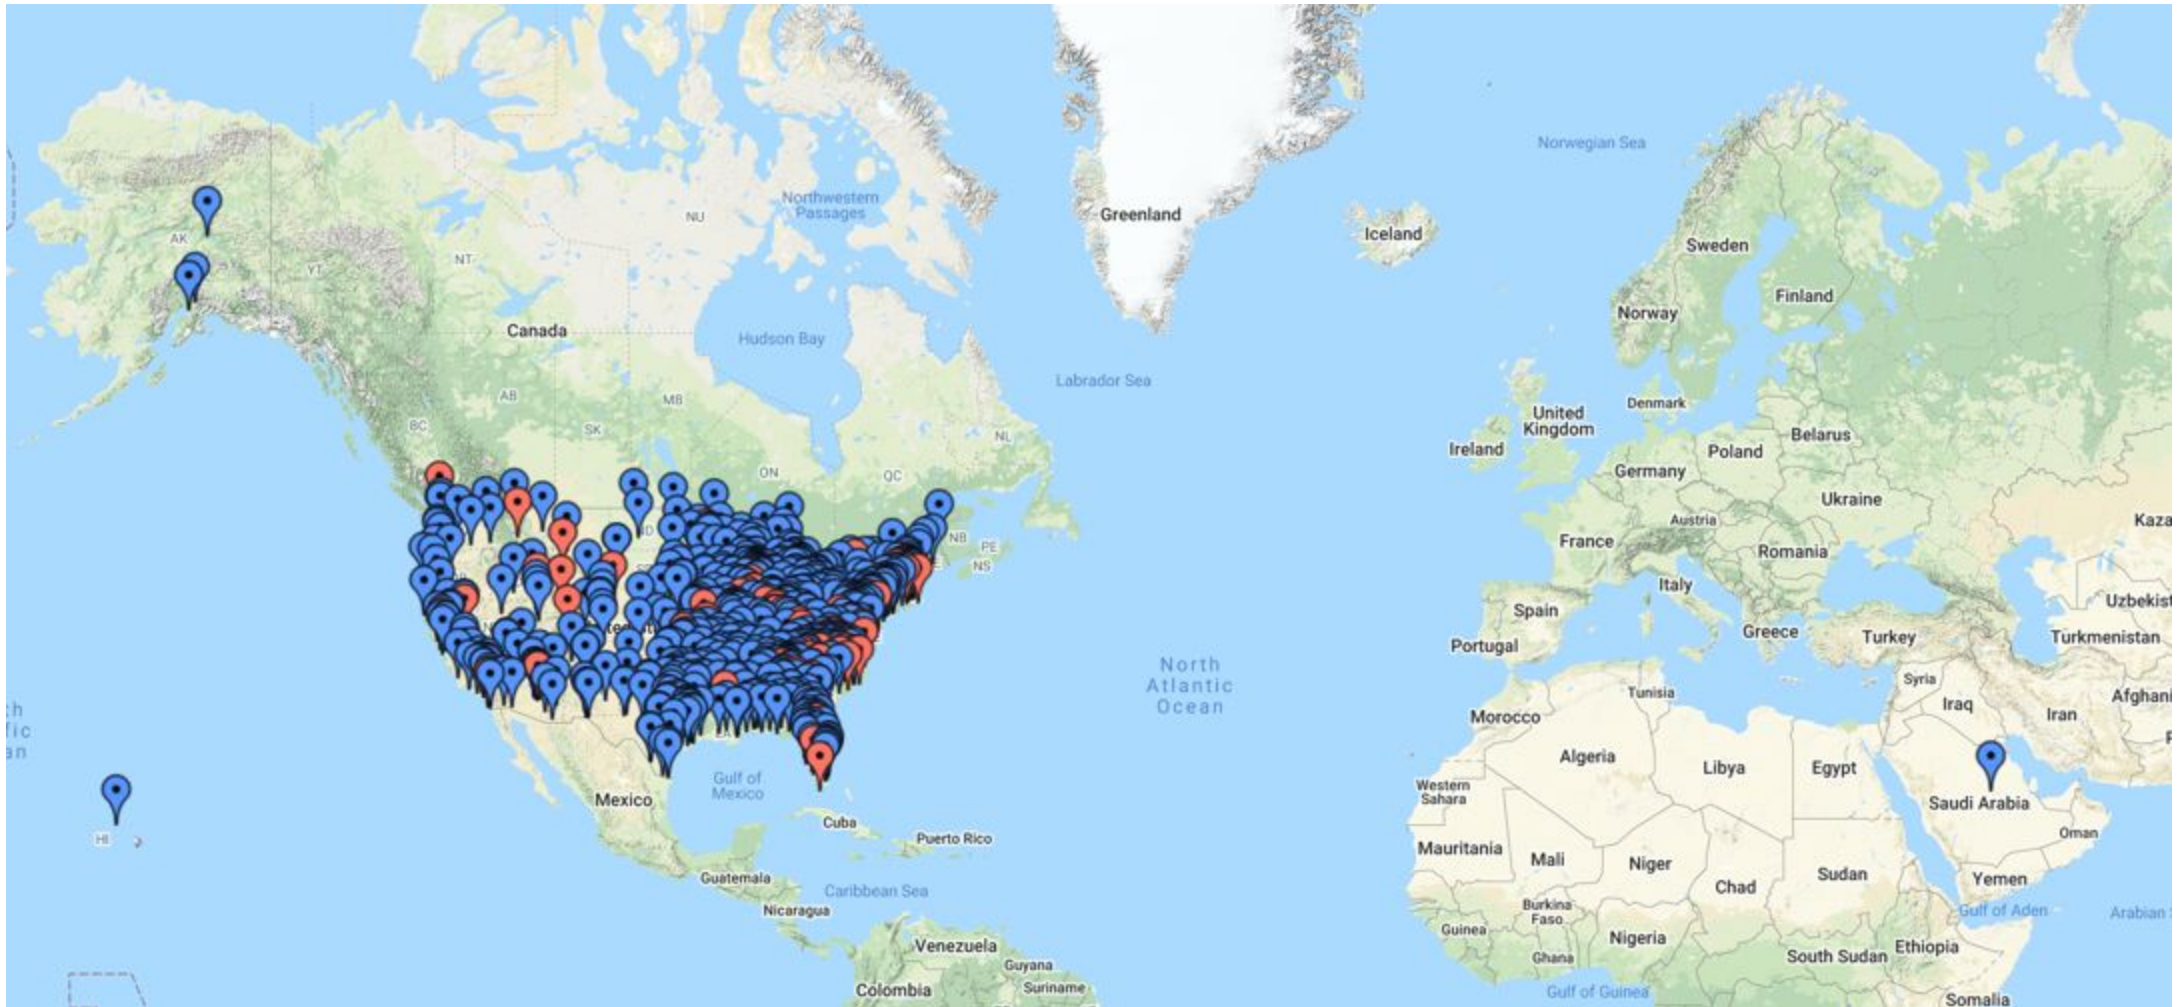 Norwegian Sea
Northwestern
Passages
NU
Greenland
Iceland
AK
Sweden
NT
YT
Finland
Norway
Canada
Hudson Bay
Labrador Sea
AB
MB
Denmark
United
Kingdom
BC
SK
NL
Belarus
Ireland
Poland
ON
QC
Germany
Ukraine
Austria
Kaza
NB
France
PE
Romania
NS
Italy
Uzbekist
Spain
Greece
Turkey
Turkmenistan
Portugal
North
Atlantic
Ocean
Syria
Tunisia
Iraq
Iran
Afghani
Morocco
Algeria
Libya
Egypt
Gulf of
Mexico
Western
Sahara
Mexico
Saudi Arabia
Cuba
HI
Puerto Rico
Oman
Mauritania
Mali
Niger
Chad
Sudan
Yemen
Guatemala
Caribbean Sea
Burkina
Faso
Nicaragua
Gulf of Aden
Arabian
Guinea
Nigeria
Venezuela
Ethiopia
Ghana
South Sudan
Guyana
Colombia
Suriname
Gulf of Guinea
Somalia